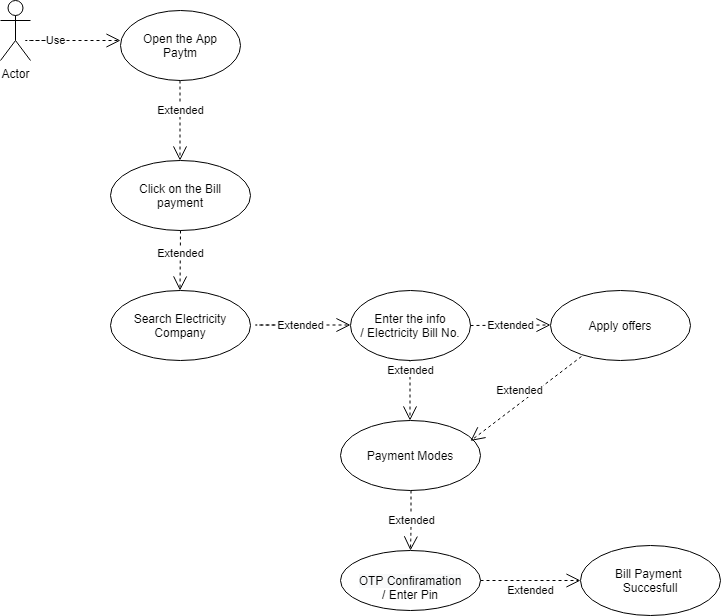 Use
Open the App
Paytm
Actor
Extended
Click on the Bill
payment
Extended
Search Electricity
Company
Extended
Enter the info
/ Electricity Bill No.
Extended
Apply offers
Extended
Extended
Payment Modes
Extended
OTP Confiramation
/ Enter Pin
Extended
Bill Payment
Succesfull